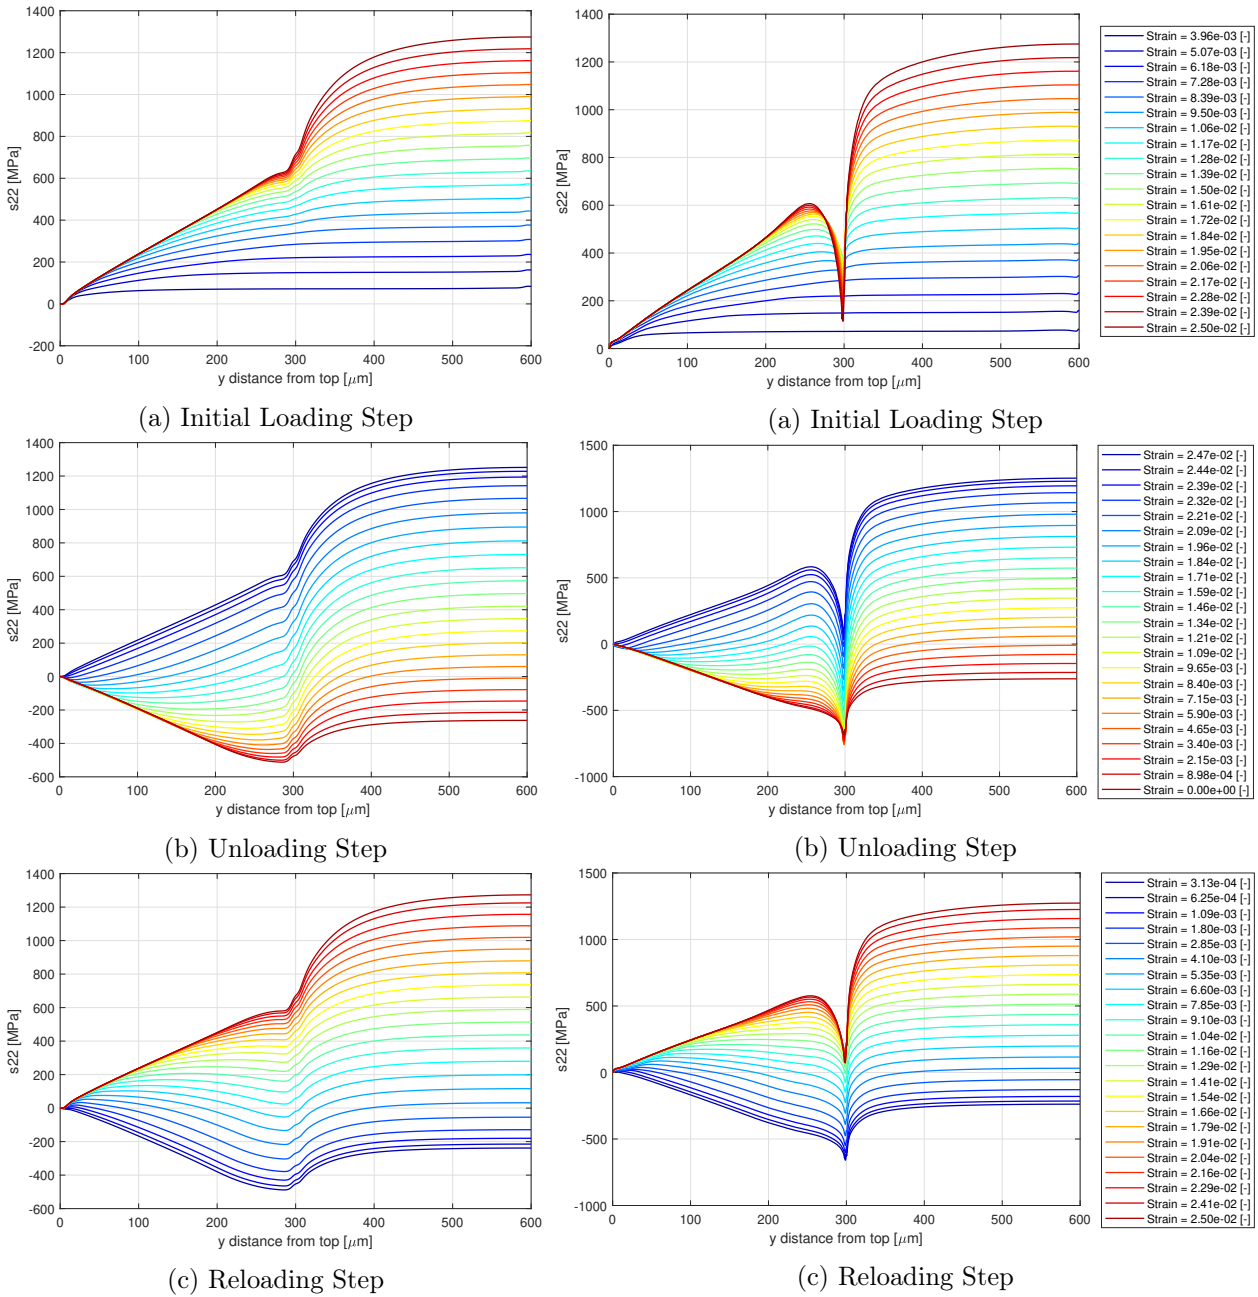 1400
1200
1000
800
600
400
200
0
-200
s22 [MPa]
0 100 200 300 400 500 600
y distance from top [μm]
(a) Initial Loading Step
1400
1200
1000
800
600
400
200
0
s22 [MPa]
0 100 200 300 400 500 600
y distance from top [μm]
(a) Initial Loading Step
Strain = 3.96e-03 [-]
Strain = 5.07e-03 [-]
Strain = 6.18e-03 [-]
Strain = 7.28e-03 [-]
Strain = 8.39e-03 [-]
Strain = 9.50e-03 [-]
Strain = 1.06e-02 [-]
Strain = 1.17e-02 [-]
Strain = 1.28e-02 [-]
Strain = 1.39e-02 [-]
Strain = 1.50e-02 [-]
Strain = 1.61e-02 [-]
Strain = 1.72e-02 [-]
Strain = 1.84e-02 [-]
Strain = 1.95e-02 [-]
Strain = 2.06e-02 [-]
Strain = 2.17e-02 [-]
Strain = 2.28e-02 [-]
Strain = 2.39e-02 [-]
Strain = 2.50e-02 [-]
1400
1200
1000
800
600
400
200
0
-200
-400
-600
s22 [MPa]
0 100 200 300 400 500 600
y distance from top [μm]
(b) Unloading Step
1500
1000
500
0
-500
-1000
s22 [MPa]
0 100 200 300 400 500 600
y distance from top [μm]
(b) Unloading Step
Strain = 2.47e-02 [-]
Strain = 2.44e-02 [-]
Strain = 2.39e-02 [-]
Strain = 2.32e-02 [-]
Strain = 2.21e-02 [-]
Strain = 2.09e-02 [-]
Strain = 1.96e-02 [-]
Strain = 1.84e-02 [-]
Strain = 1.71e-02 [-]
Strain = 1.59e-02 [-]
Strain = 1.46e-02 [-]
Strain = 1.34e-02 [-]
Strain = 1.21e-02 [-]
Strain = 1.09e-02 [-]
Strain = 9.65e-03 [-]
Strain = 8.40e-03 [-]
Strain = 7.15e-03 [-]
Strain = 5.90e-03 [-]
Strain = 4.65e-03 [-]
Strain = 3.40e-03 [-]
Strain = 2.15e-03 [-]
Strain = 8.98e-04 [-]
Strain = 0.00e+00 [-]
1400
1200
1000
800
600
400
200
0
-200
-400
-600
s22 [MPa]
0 100 200 300 400 500 600
y distance from top [μm]
(c) Reloading Step
1500
1000
500
0
-500
-1000
s22 [MPa]
0 100 200 300 400 500 600
y distance from top [μm]
(c) Reloading Step
Strain = 3.13e-04 [-]
Strain = 6.25e-04 [-]
Strain = 1.09e-03 [-]
Strain = 1.80e-03 [-]
Strain = 2.85e-03 [-]
Strain = 4.10e-03 [-]
Strain = 5.35e-03 [-]
Strain = 6.60e-03 [-]
Strain = 7.85e-03 [-]
Strain = 9.10e-03 [-]
Strain = 1.04e-02 [-]
Strain = 1.16e-02 [-]
Strain = 1.29e-02 [-]
Strain = 1.41e-02 [-]
Strain = 1.54e-02 [-]
Strain = 1.66e-02 [-]
Strain = 1.79e-02 [-]
Strain = 1.91e-02 [-]
Strain = 2.04e-02 [-]
Strain = 2.16e-02 [-]
Strain = 2.29e-02 [-]
Strain = 2.41e-02 [-]
Strain = 2.50e-02 [-]